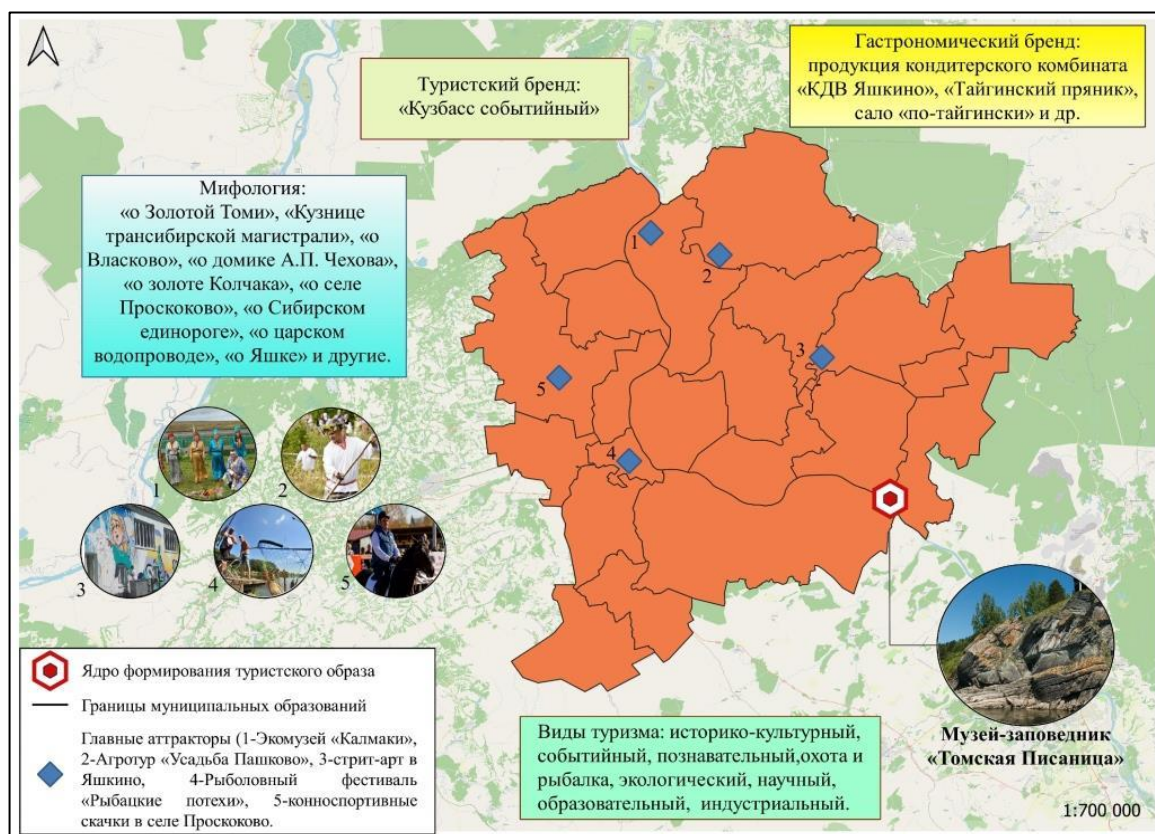 Туристский бренд:
«Кузбасс событийный»
Гастрономический бренд:
продукция кондитерского комбината
«КДВ Яшкино», «Тайгинский пряник»,
сало «по-тайгински» и др.
Мифология:
«о Золотой Томи», «Кузнице
трансибирской магистрали», «о
Власково», «о домике А.П. Чехова»,
«о золоте Колчака», «о селе
Проскоково», «о Сибирском
единороге», «о царском
водопроводе», «о Яшке» и другие.
1
2
3
5
4
1
2
3
4
5
Ядро формирования туристского образа
Границы муниципальных образований
Главные аттракторы (1-Экомузей «Калмаки»,
2-Агротур «Усадьба Пашково», 3-стрит-арт в
Яшкино, 4-Рыболовный фестиваль
«Рыбацкие потехи», 5-конноспортивные
скачки в селе Проскоково.
Виды туризма: историко-культурный,
событийный, познавательный,охота и
рыбалка, экологический, научный,
образовательный, индустриальный.
Музей-заповедник
«Томская Писаница»
1:700 000